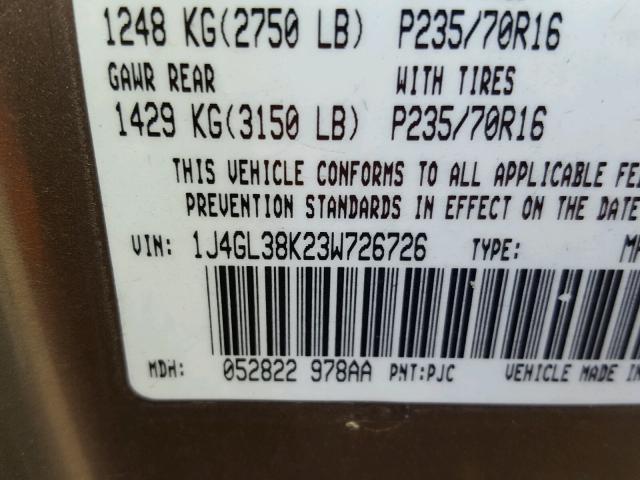 1248 KG(2750 LB) P235/70R16
GAWR REAR WITH TIRES
1429 KG(3150 LB) P235/70R16
THIS VEHICLE CONFORMS TO ALL APPLICABLE FE
PREVENTION STANDARDS IN EFFECT ON THE DATE
VIN: 1J4GL38K23W726726 TYPE: MP
MDH: 052822 978AA PNT:PJC VEHICLE MADE IN